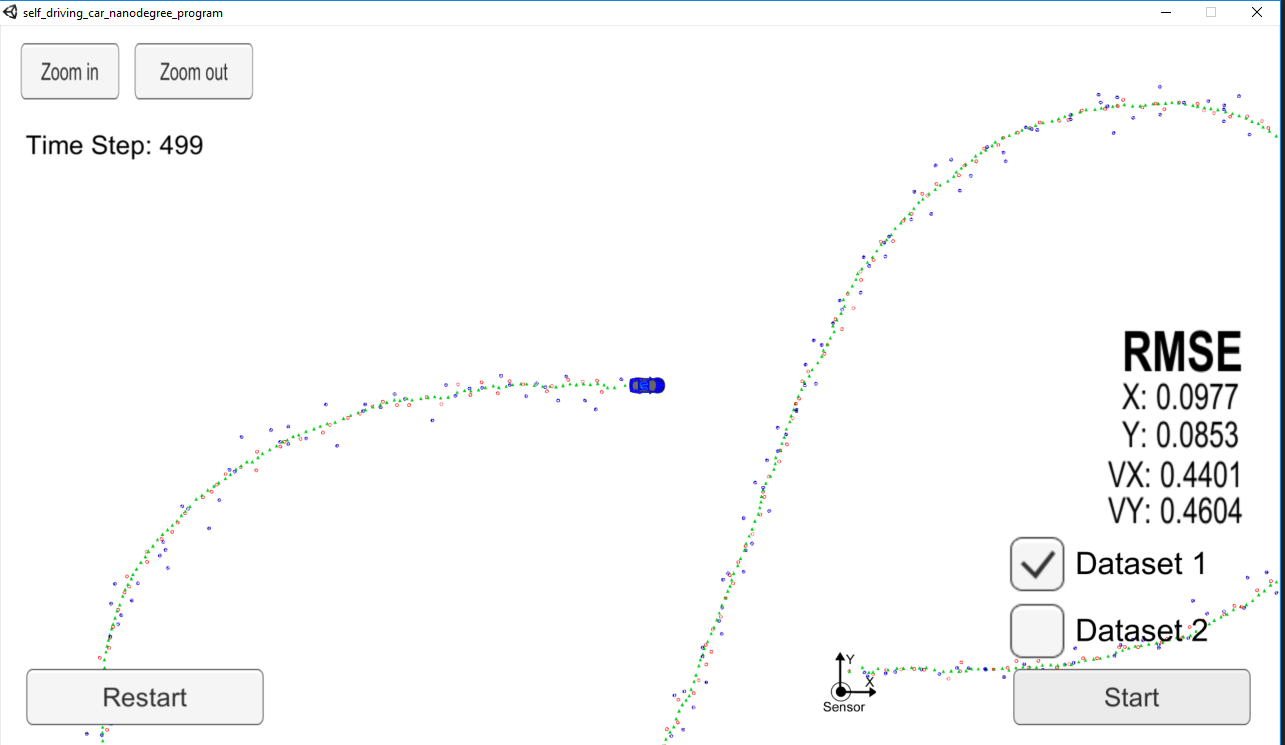 self_driving_car_nanodegree_program
Zoom in Zoom out
Time Step: 499
RMSE
X: 0.0977
Y: 0.0853
VX: 0.4401
VY: 0.4604
Dataset 1
Dataset 2
Y
X
Sensor
Restart
Start